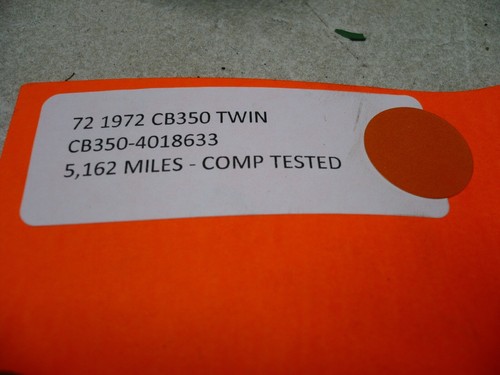 72 1972 CB350 TWIN
CB350-4018633
5,162 MILES - COMP TESTED